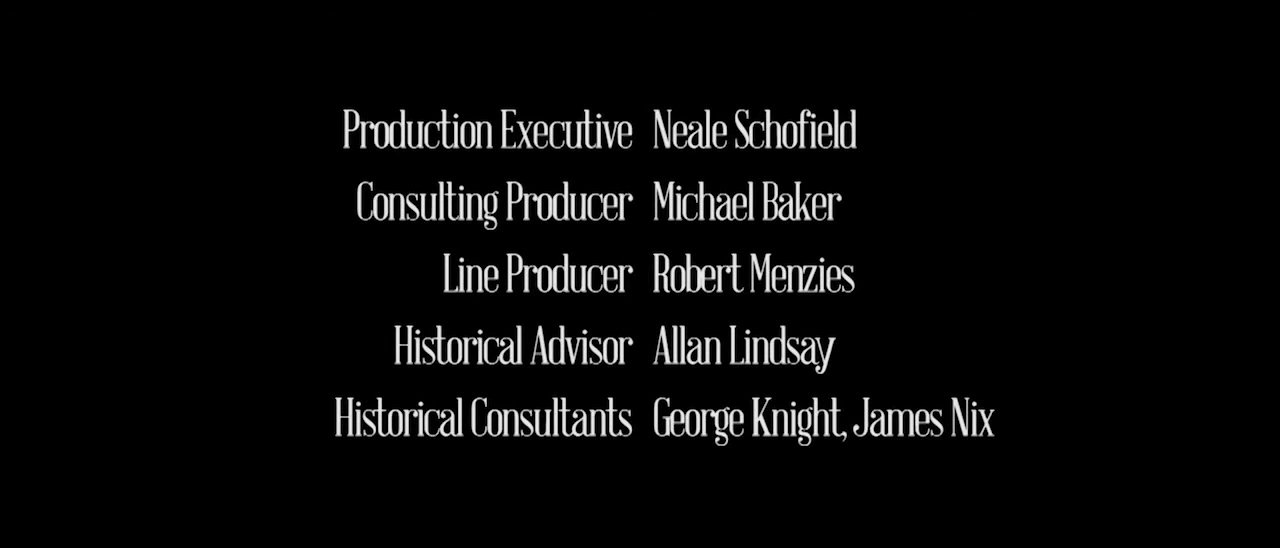 Production Executive Neale Schofield
Consulting Producer Michael Baker
Line Producer Robert Menzies
Historical Advisor Allan Lindsay
Historical Consultants George Knight, James Nix